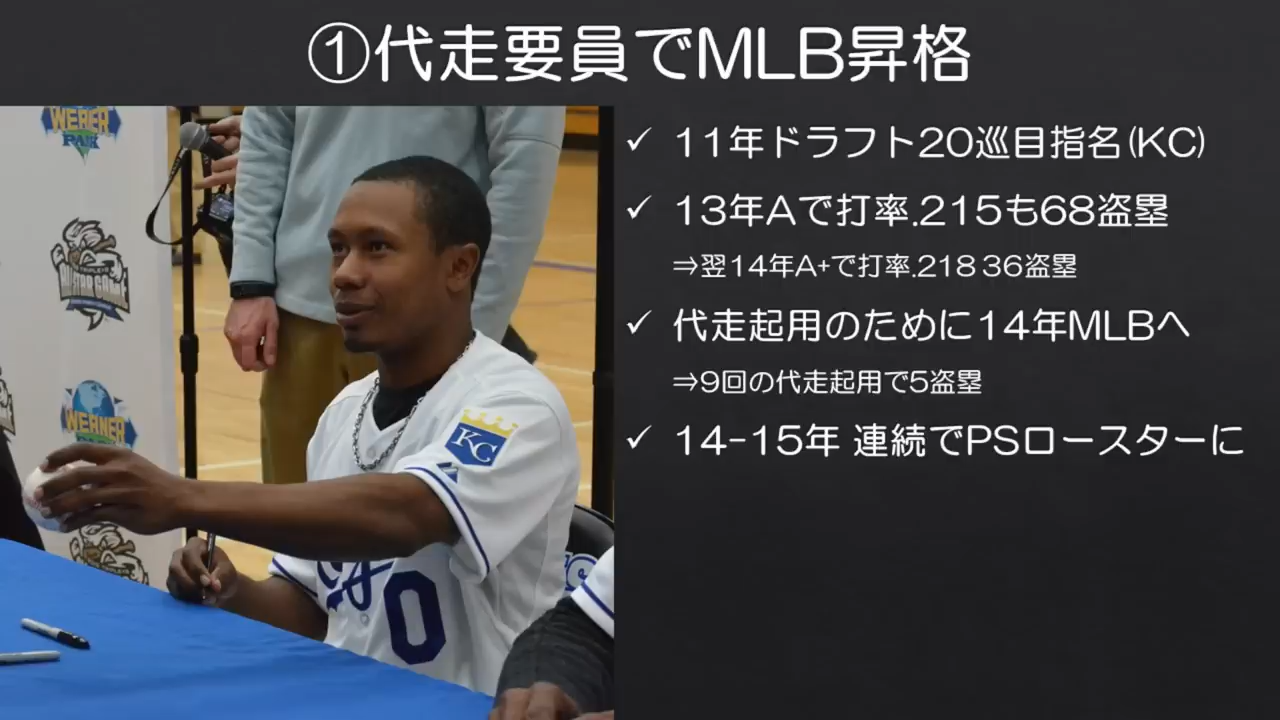 ①代走要員でMLB昇格
✓ 11年ドラフト20巡目指名(KC)
✓ 13年Aで打率.215も68盗塁
⇒翌14年A+で打率.218 36盗塁
✓ 代走起用のために14年MLBへ
⇒9回の代走起用で5盗塁
✓ 14-15年 連続でPSロースターに
WERNER
PARK
ALL STAR GAME
WERNER
KC
0